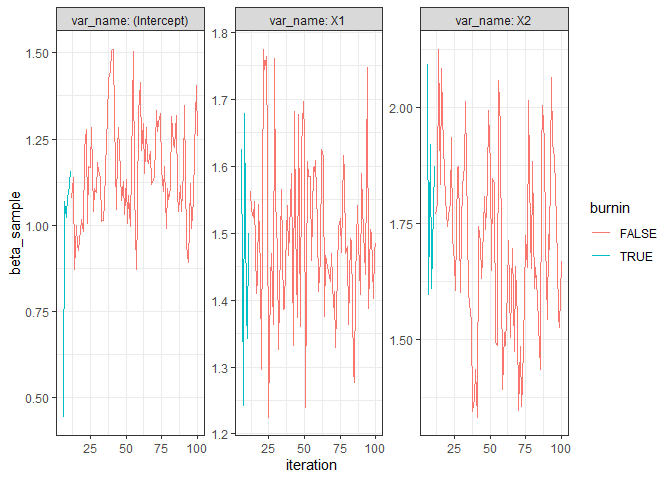 var_name: (Intercept) var_name: X1 var_name: X2
1.50
1.25
1.00
0.75
0.50
1.8
1.7
1.6
1.5
1.4
1.3
1.2
2.00
1.75
1.50
25 50 75 100 25 50 75 100 25 50 75 100
beta_sample
iteration
burnin
FALSE
TRUE